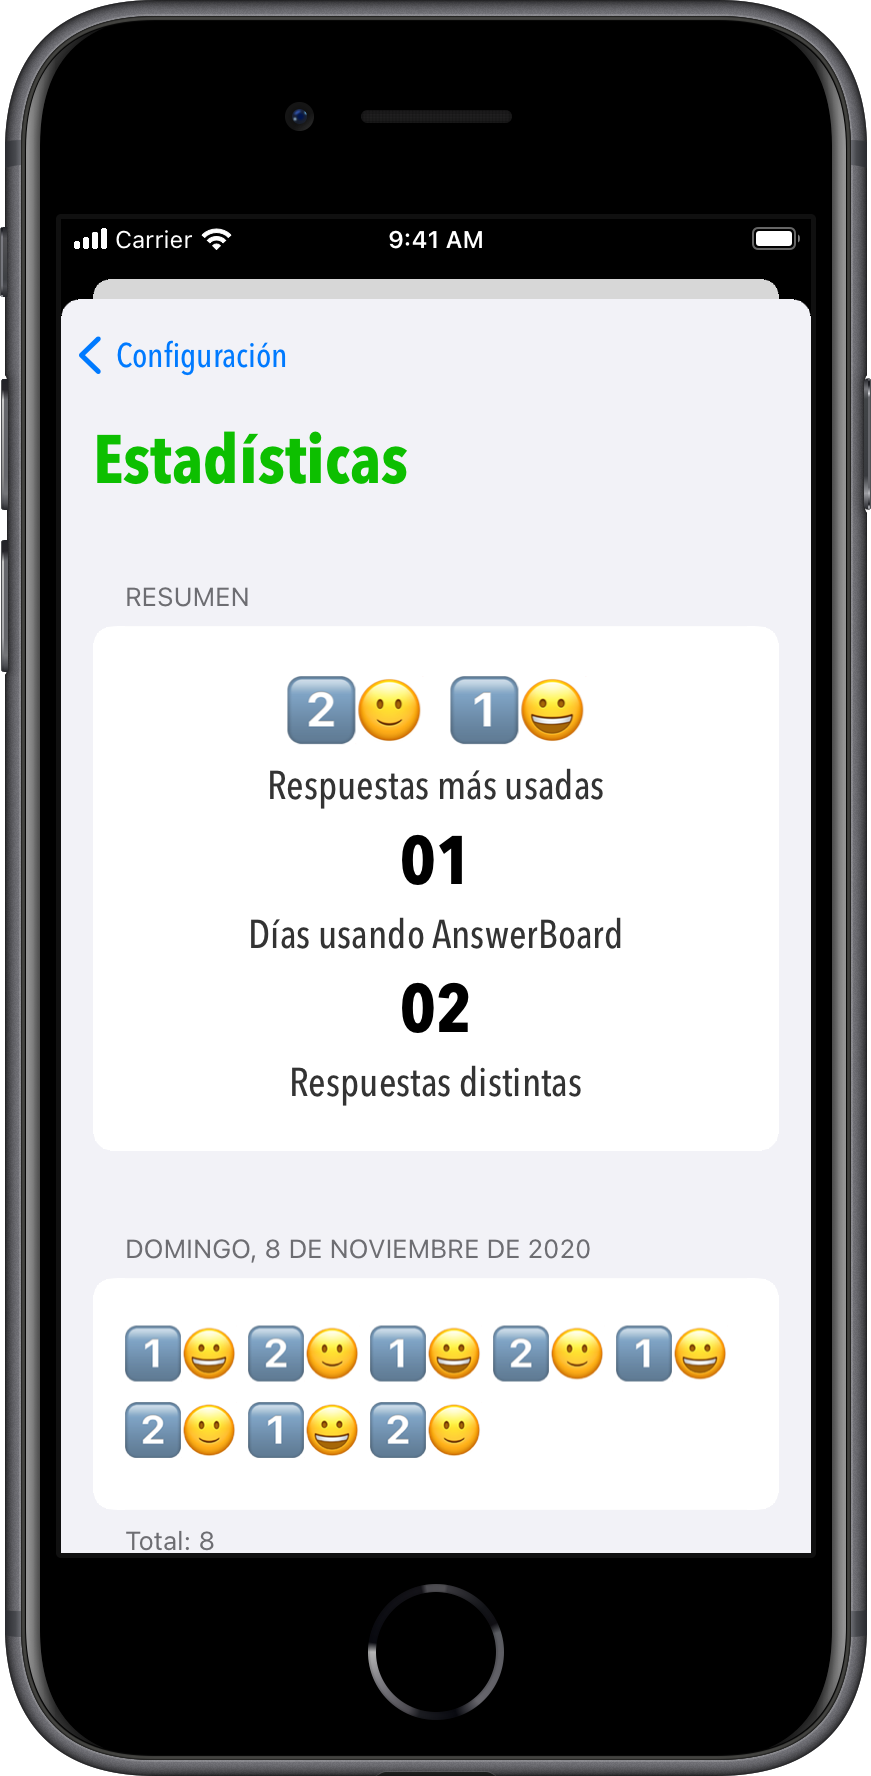 Carrier 9:41 AM
Configuración
Estadísticas
RESUMEN
2️⃣🙂 1️⃣😀
Respuestas más usadas
01
Días usando AnswerBoard
02
Respuestas distintas
DOMINGO, 8 DE NOVIEMBRE DE 2020
1️⃣😀 2️⃣🙂 1️⃣😀 2️⃣🙂 1️⃣😀
2️⃣🙂 1️⃣😀 2️⃣🙂
Total: 8